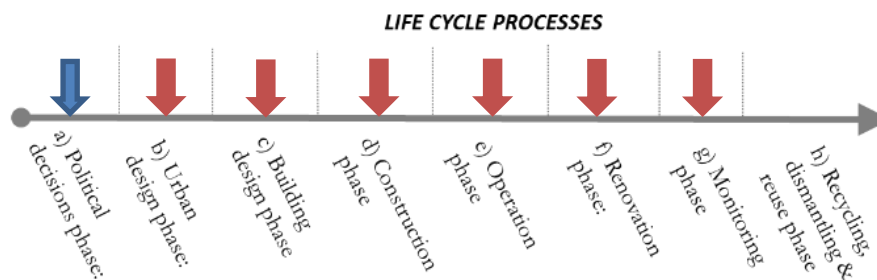 LIFE CYCLE PROCESSES
a) Political
decisions phase:
b) Urban
design phase:
c) Building
design phase
d) Construction
phase
e) Operation
phase
f) Renovation
phase:
g) Monitoring
phase
h) Recycling,
dismantling &
reuse phase